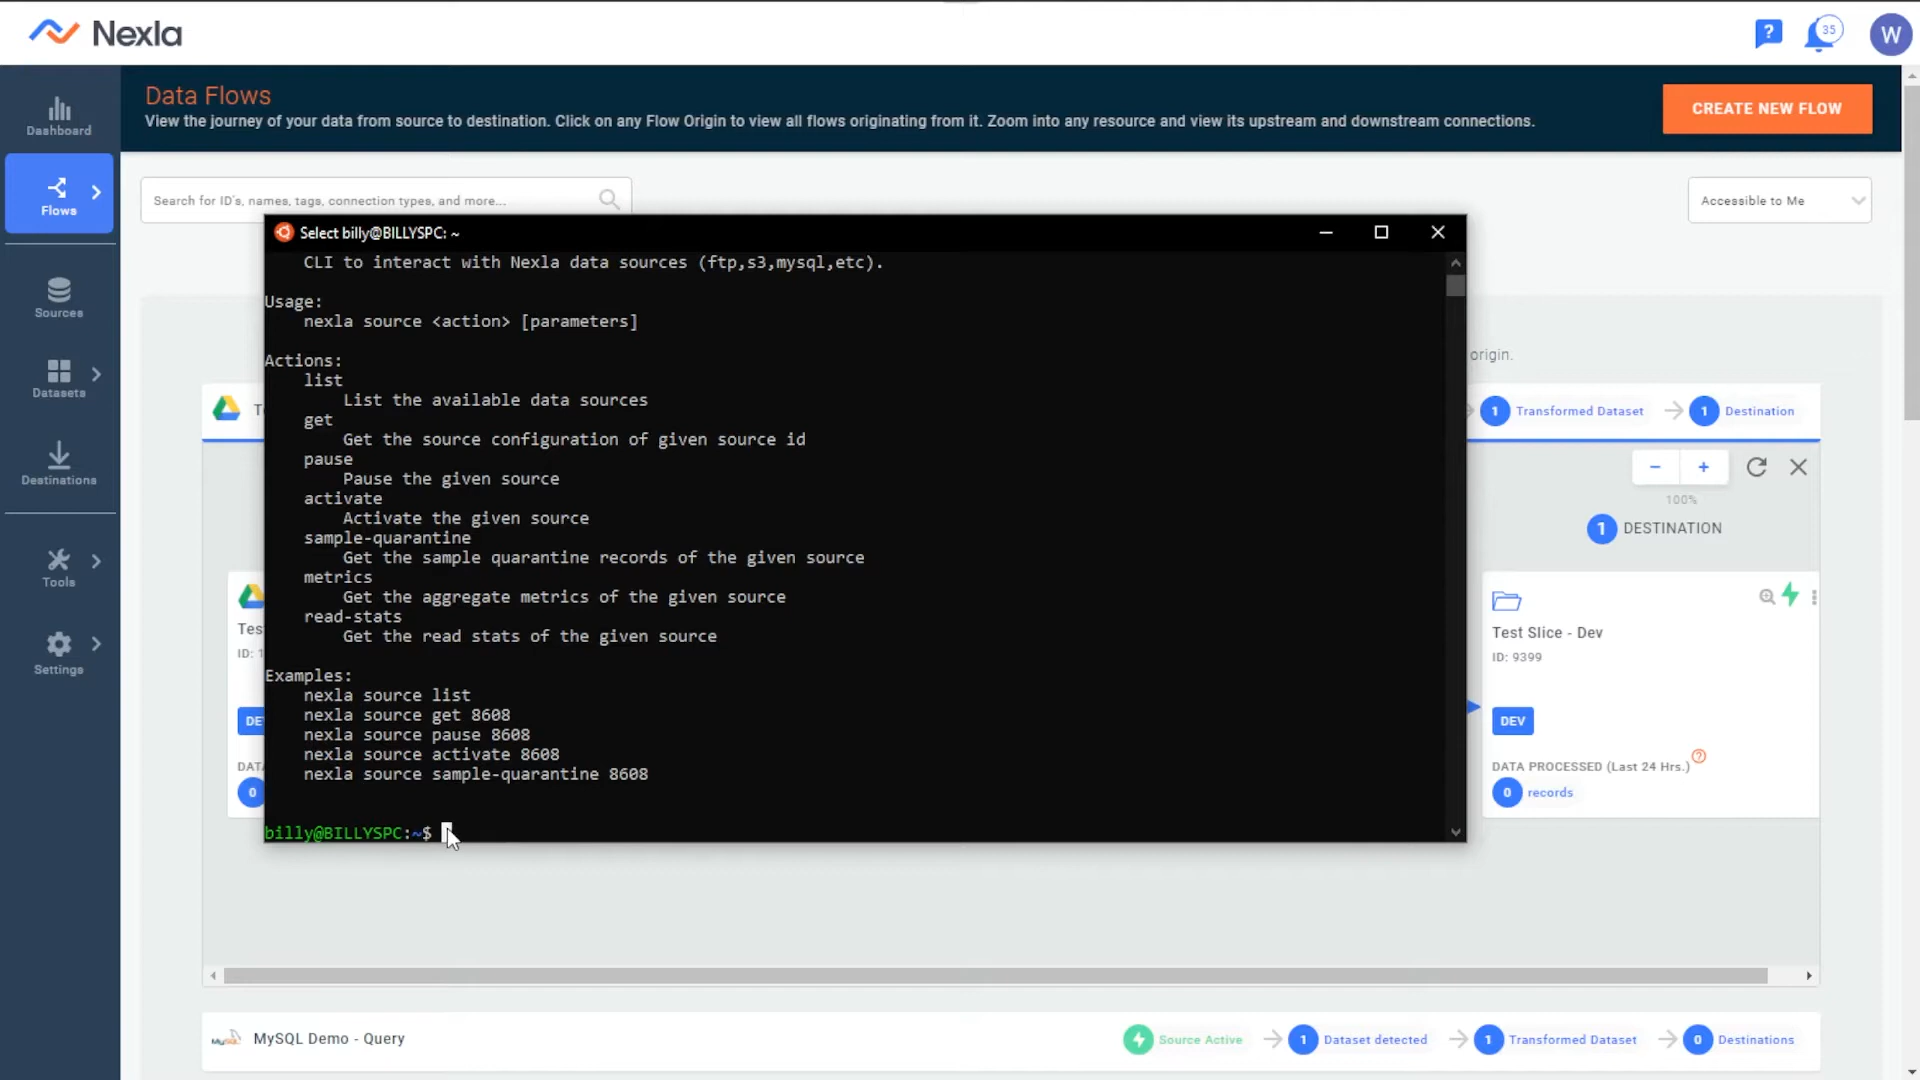 Nexla
?
35
W
Data Flows
View the journey of your data from source to destination. Click on any Flow Origin to view all flows originating from it. Zoom into any resource and view its upstream and downstream connections.
CREATE NEW FLOW
Dashboard
Flows
Sources
Datasets
Destinations
Tools
Settings
Search for ID's, names, tags, connection types, and more...
Accessible to Me
Select billy@BILLYSPC: ~
CLI to interact with Nexla data sources (ftp,s3,mysql,etc).
Usage:
nexla source <action> [parameters]
Actions:
list
List the available data sources
get
Get the source configuration of given source id
pause
Pause the given source
activate
Activate the given source
sample-quarantine
Get the sample quarantine records of the given source
metrics
Get the aggregate metrics of the given source
read-stats
Get the read stats of the given source
Examples:
nexla source list
nexla source get 8608
nexla source pause 8608
nexla source activate 8608
nexla source sample-quarantine 8608
billy@BILLYSPC:~$
origin.
1 Transformed Dataset
1 Destination
- +
100%
1 DESTINATION
Test Slice - Dev
ID: 9399
DEV
DATA PROCESSED (Last 24 Hrs.) ?
0 records
Tes
ID: 1
DE
DATA
0
MySQL Demo - Query
Source Active
1 Dataset detected
1 Transformed Dataset
0 Destinations